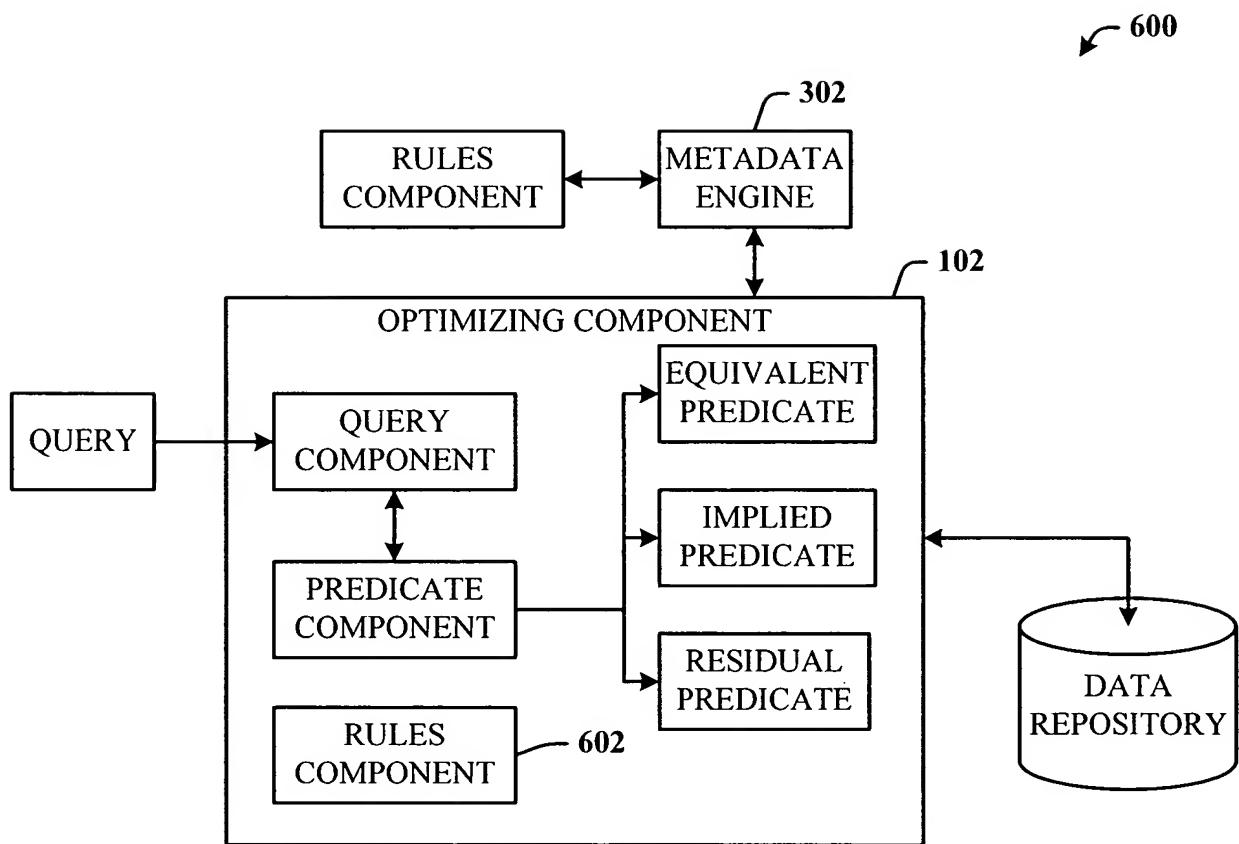 600
302
RULES
COMPONENT
METADATA
ENGINE
102
OPTIMIZING COMPONENT
EQUIVALENT
PREDICATE
QUERY
QUERY
COMPONENT
IMPLIED
PREDICATE
PREDICATE
COMPONENT
RESIDUAL
PREDICATE
DATA
REPOSITORY
RULES
COMPONENT
602